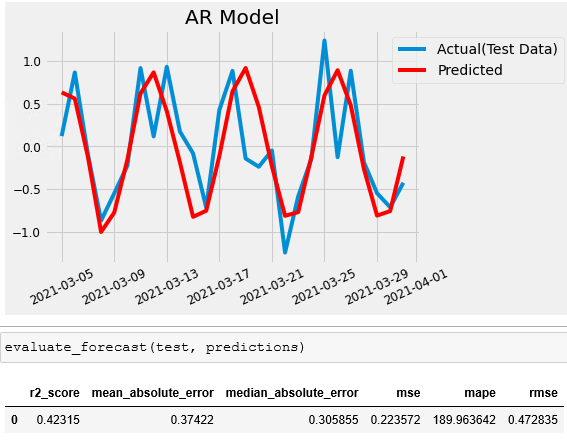 AR Model
Actual(Test Data)
Predicted
1.0
0.5
0.0
−0.5
−1.0
2021-03-05
2021-03-09
2021-03-13
2021-03-17
2021-03-21
2021-03-25
2021-03-29
2021-04-01
evaluate_forecast(test, predictions)
r2_score mean_absolute_error median_absolute_error mse mape rmse
0 0.42315 0.37422 0.305855 0.223572 189.963642 0.472835